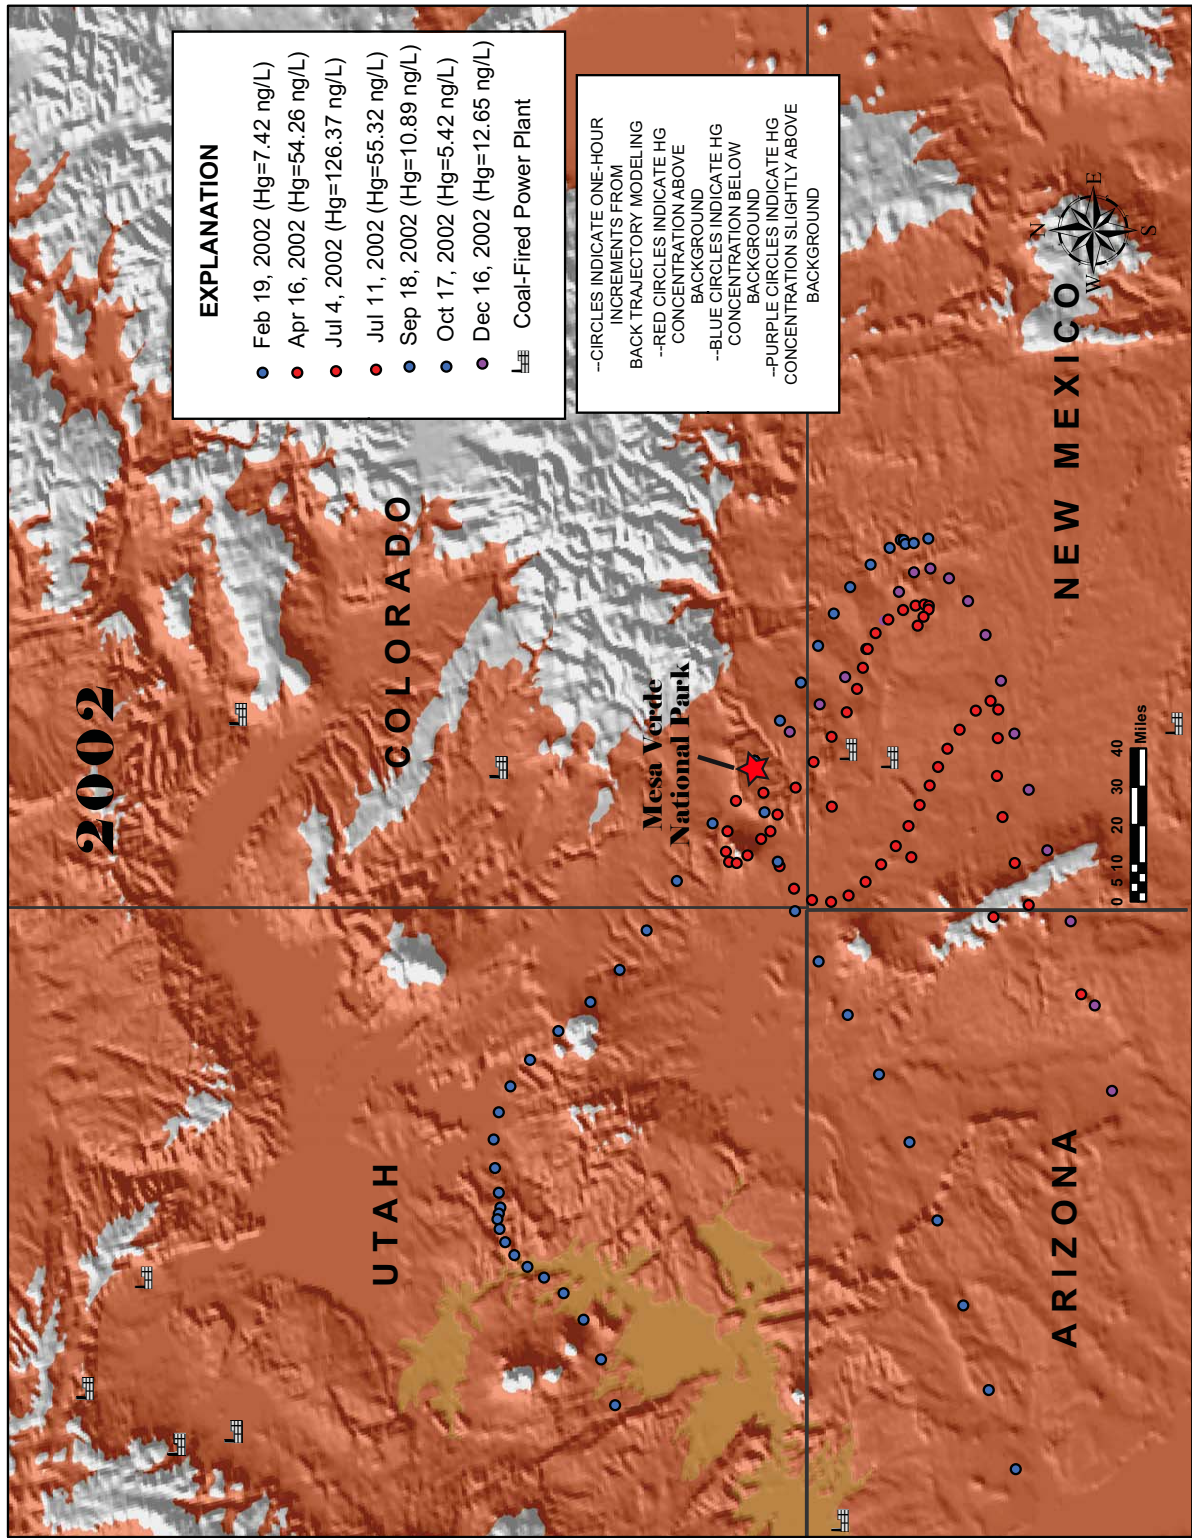 2002
EXPLANATION
Feb 19, 2002 (Hg=7.42 ng/L)
Apr 16, 2002 (Hg=54.26 ng/L)
Jul 4, 2002 (Hg=126.37 ng/L)
Jul 11, 2002 (Hg=55.32 ng/L)
Sep 18, 2002 (Hg=10.89 ng/L)
Oct 17, 2002 (Hg=5.42 ng/L)
Dec 16, 2002 (Hg=12.65 ng/L)
Coal-Fired Power Plant
--CIRCLES INDICATE ONE-HOUR
INCREMENTS FROM
BACK TRAJECTORY MODELING
--RED CIRCLES INDICATE HG
CONCENTRATION ABOVE
BACKGROUND
--BLUE CIRCLES INDICATE HG
CONCENTRATION BELOW
BACKGROUND
--PURPLE CIRCLES INDICATE HG
CONCENTRATION SLIGHTLY ABOVE
BACKGROUND
UTAH
COLORADO
Mesa Verde
National Park
ARIZONA
NEW MEXICO
N
W
E
S
0 5 10 20 30 40
Miles